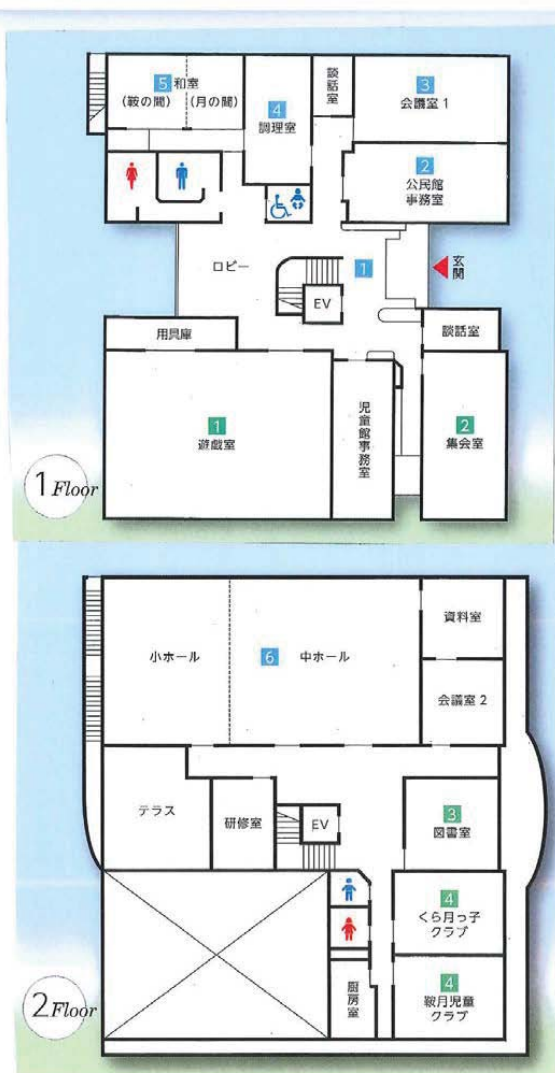 5 和室
(鞍の間) (月の間)
4
調理室
談話室
3
会議室1
2
公民館
事務室
ロビー
1
EV
玄関
用具庫
談話室
1
遊戯室
児童館事務室
2
集会室
1 Floor
小ホール
6 中ホール
資料室
会議室2
テラス
研修室
EV
3
図書室
4
くら月っ子
クラブ
4
鞍月児童
クラブ
厨房室
2 Floor